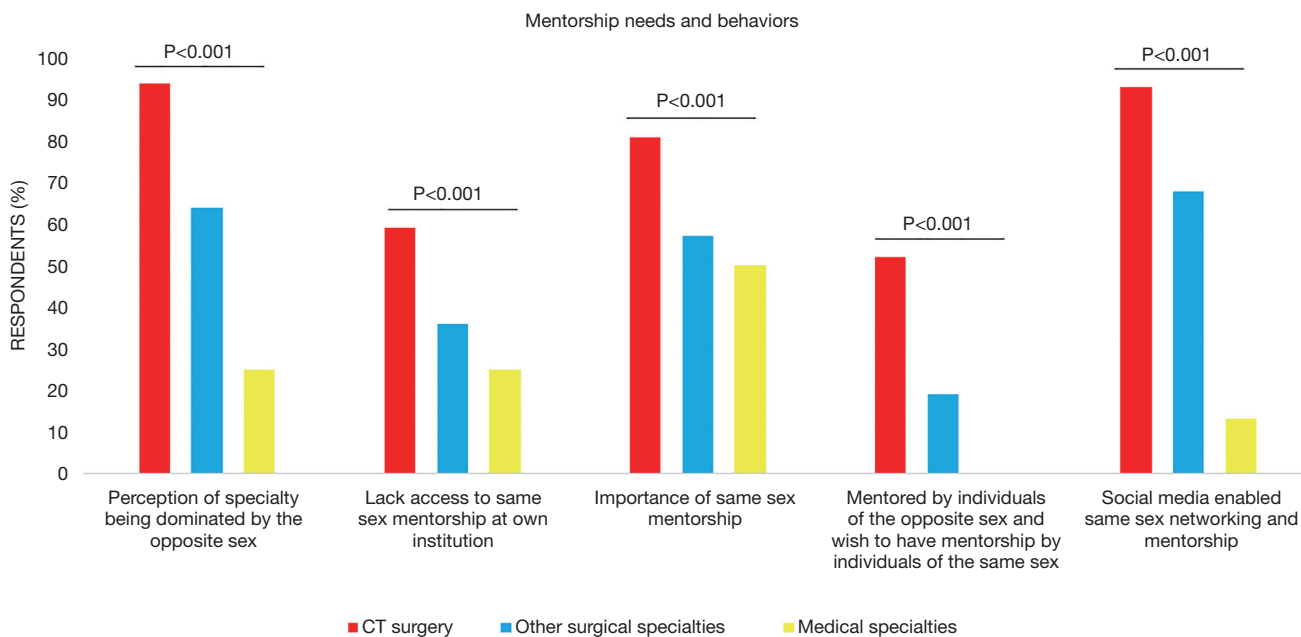 Mentorship needs and behaviors
P<0.001
P<0.001
P<0.001
P<0.001
P<0.001
RESPONDENTS (%)
100
90
80
70
60
50
40
30
20
10
0
Perception of specialty
being dominated by the
opposite sex
Lack access to same
sex mentorship at own
institution
Importance of same sex
mentorship
Mentored by individuals
of the opposite sex and
wish to have mentorship by
individuals of the same sex
Social media enabled
same sex networking and
mentorship
CT surgery
Other surgical specialties
Medical specialties